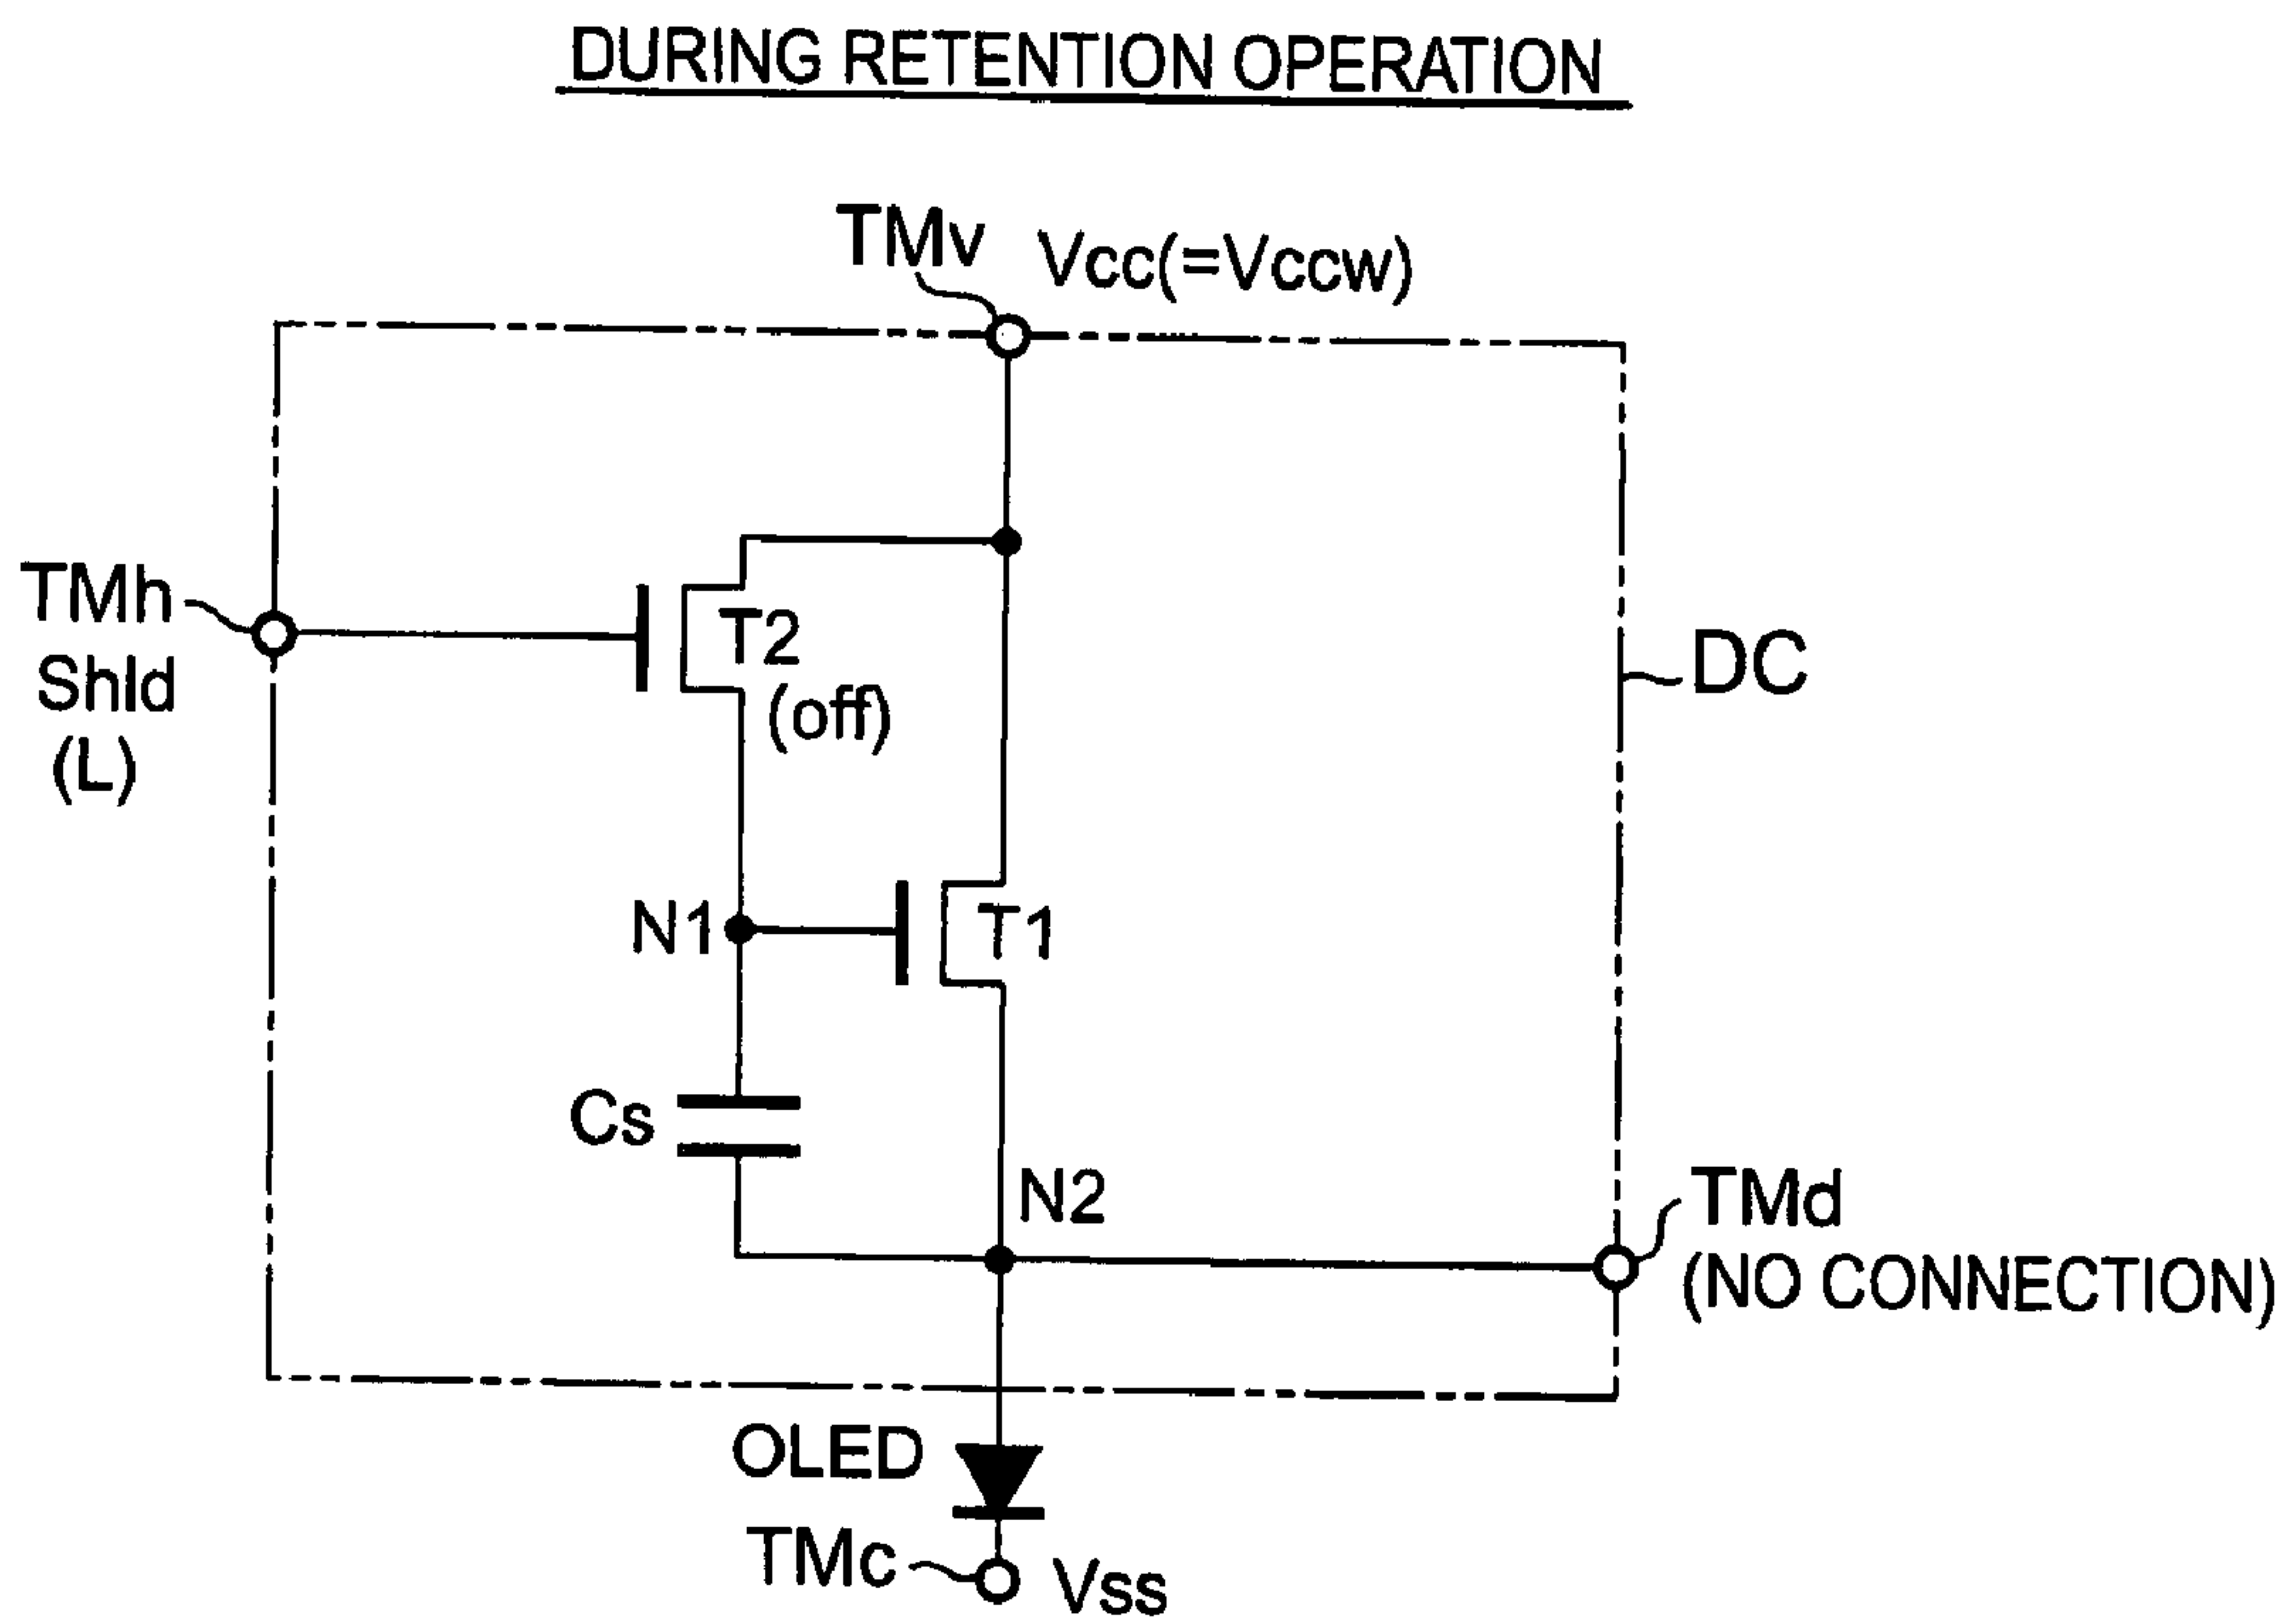 DURING RETENTION OPERATION
TMv
Vcc(=Vccw)
TMh
Shld
(L)
T2
(off)
DC
N1
T1
Cs
N2
TMd
(NO CONNECTION)
OLED
TMc
Vss